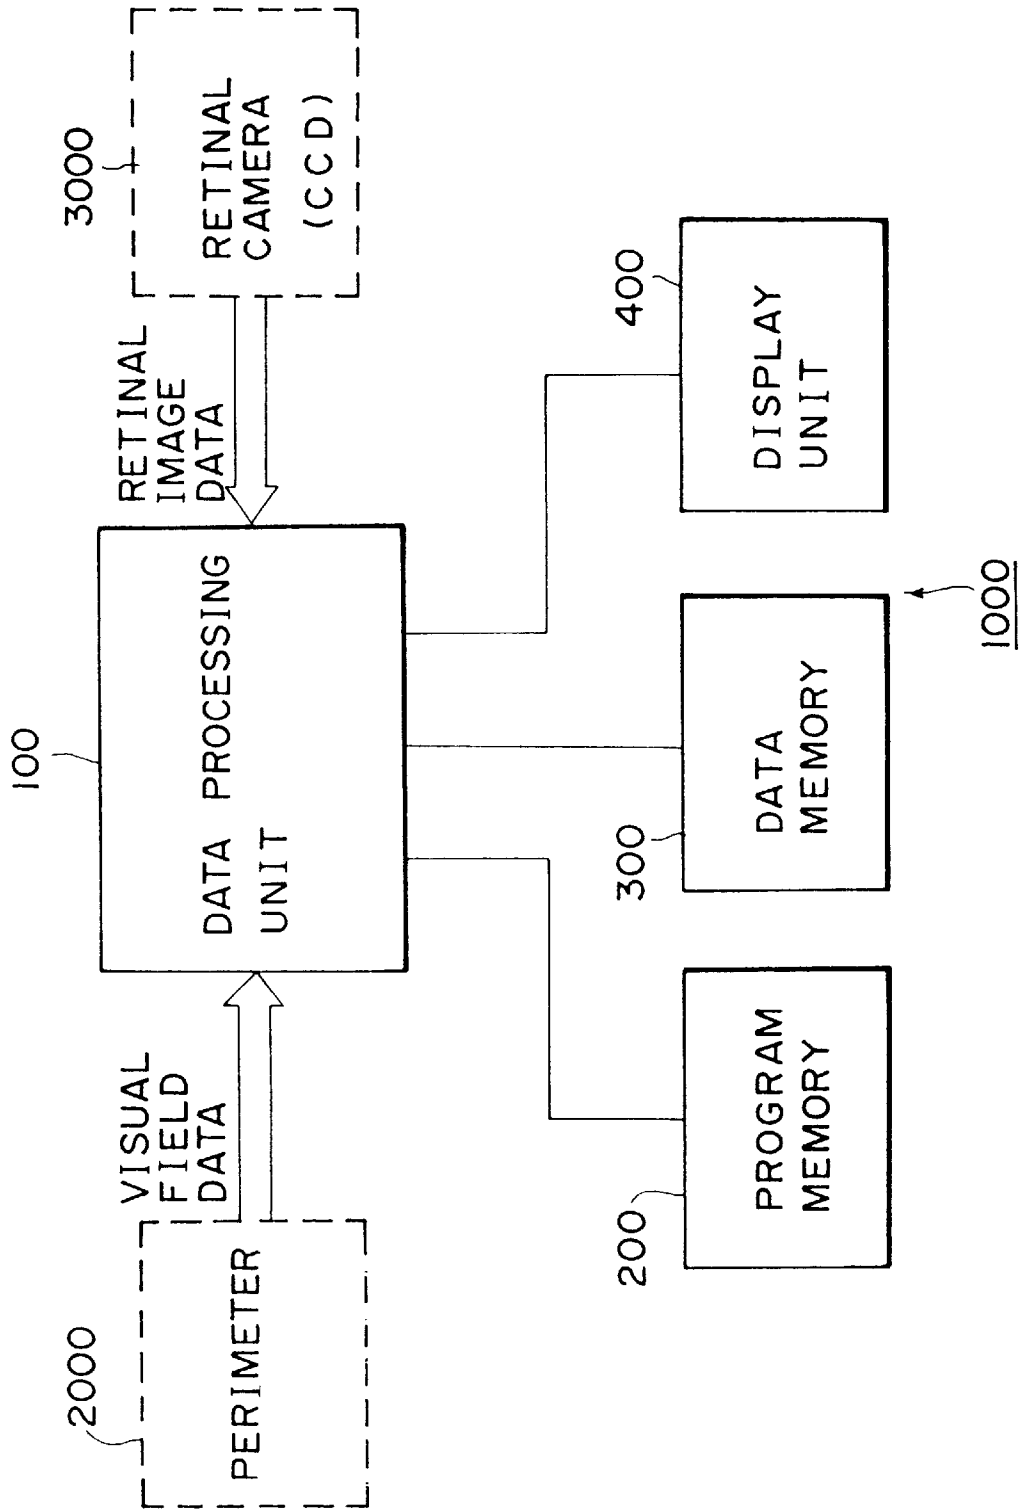 100
2000
PERIMETER
VISUAL
FIELD
DATA
DATA PROCESSING
UNIT
RETINAL
IMAGE
DATA
3000
RETINAL
CAMERA
(CCD)
200
PROGRAM
MEMORY
300
DATA
MEMORY
400
DISPLAY
UNIT
1000